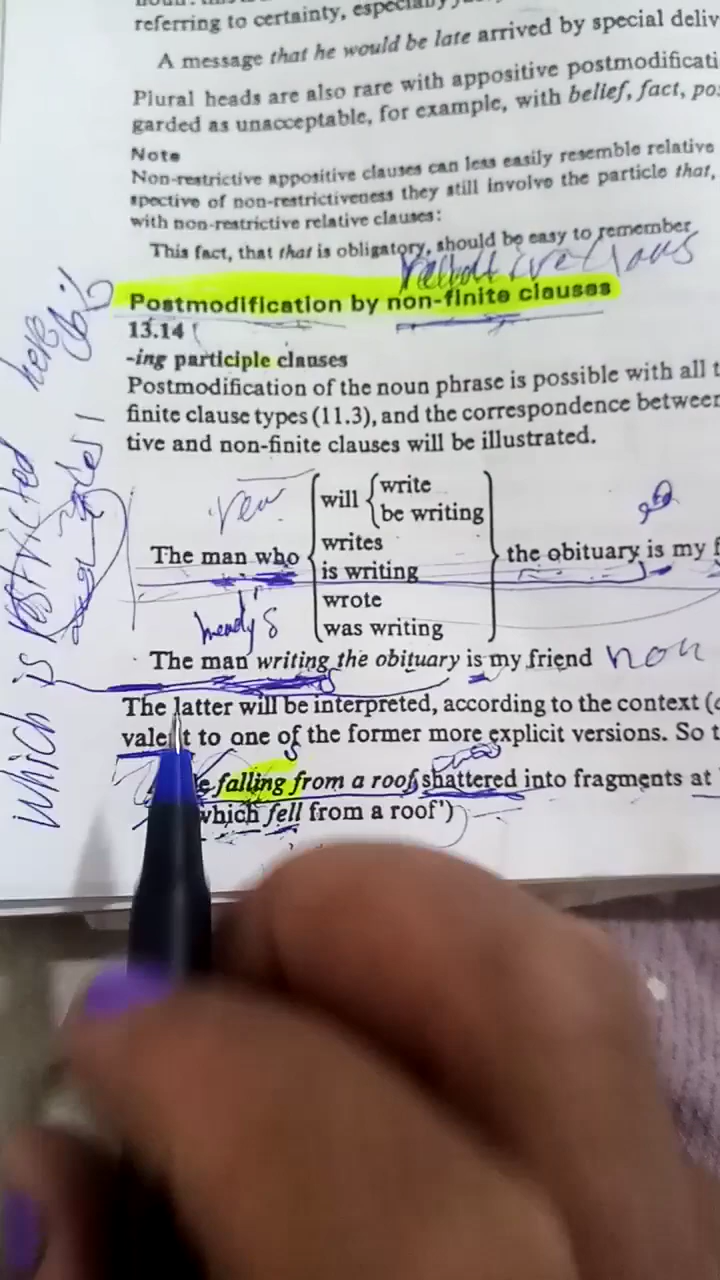 referring to certainty, especially
A message that he would be late arrived by special deliv
Plural heads are also rare with appositive postmodificati
garded as unacceptable, for example, with belief, fact, po
Note
Non-restrictive appositive clauses can less easily resemble relative
spective of non-restrictiveness they still involve the particle that,
with non-restrictive relative clauses:
This fact, that that is obligatory, should be easy to remember
Postmodification by non-finite clauses
13.14
-ing participle clauses
Postmodification of the noun phrase is possible with all t
finite clause types (11.3), and the correspondence between
tive and non-finite clauses will be illustrated.
will { write
be writing
writes
The man who { is writing } the obituary is my f
wrote
was writing
The man writing the obituary is my friend non
The latter will be interpreted, according to the context (
valent to one of the former more explicit versions. So t
falling from a roof shattered into fragments at
which fell from a roof')
which is restricted here